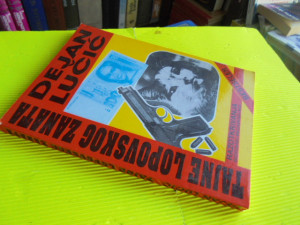 DEJAN
LUČIĆ
TAJNE LOPOVSKOG ZANATA